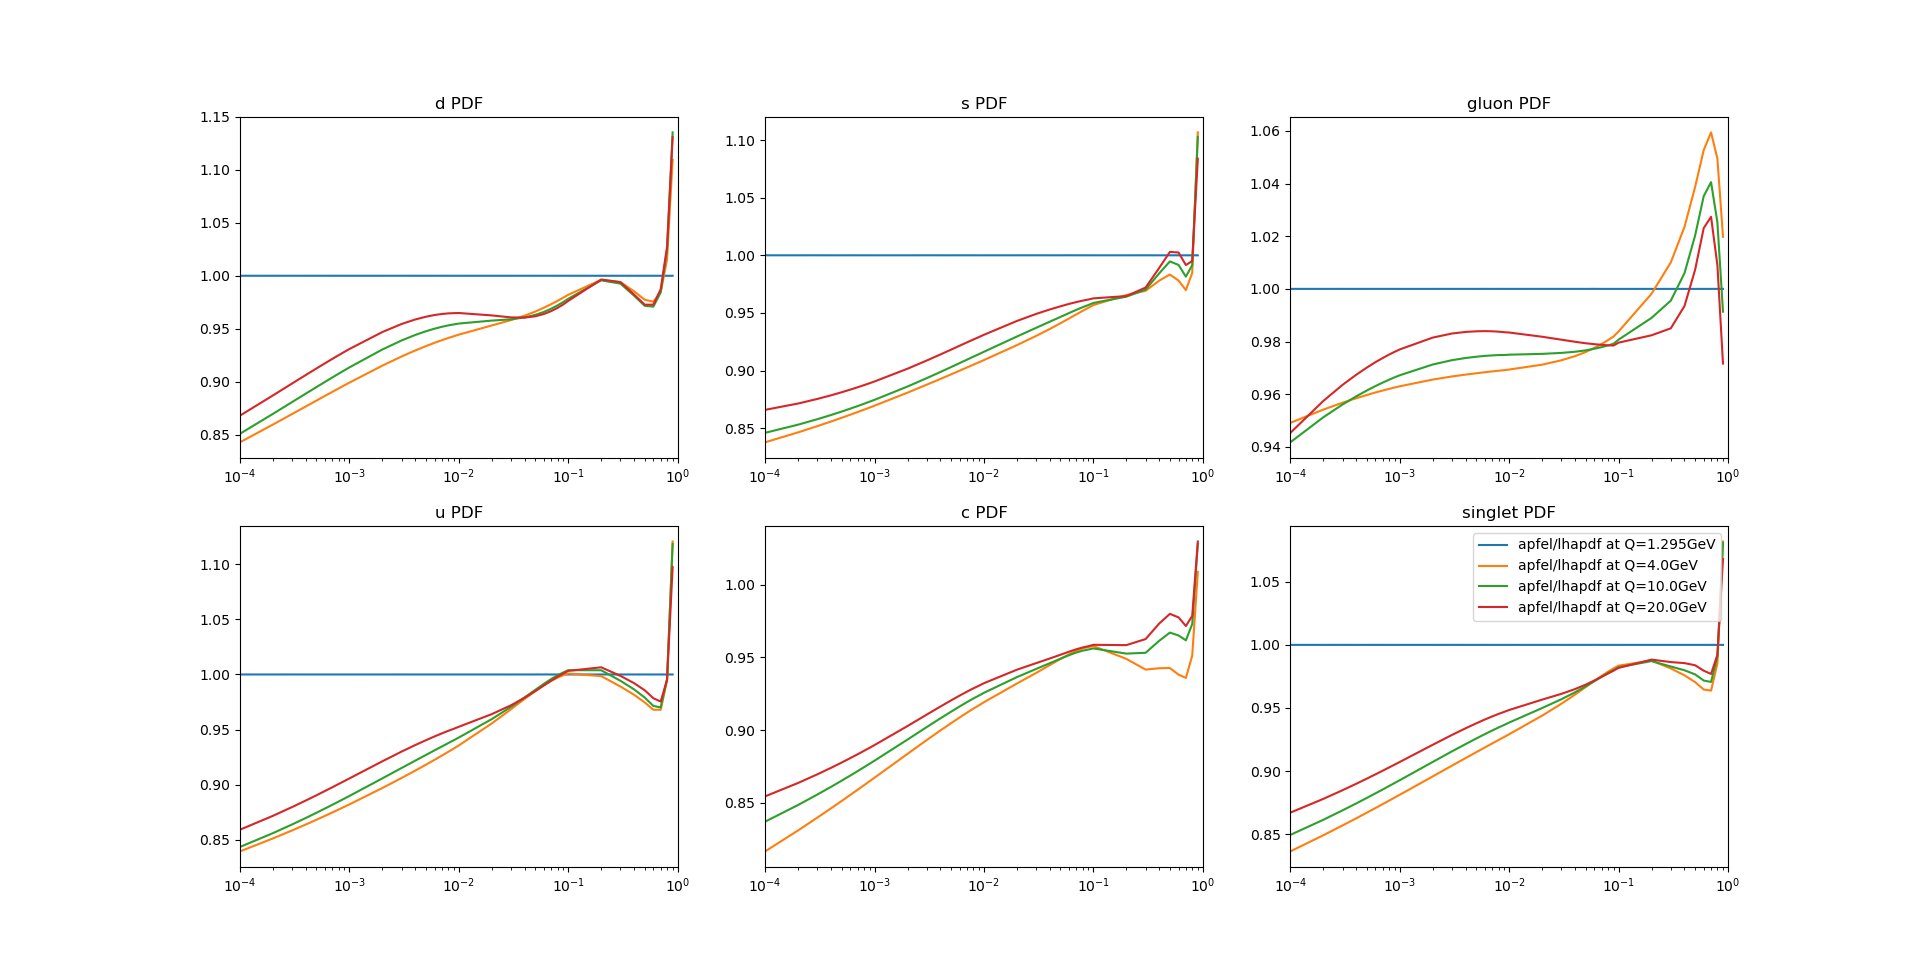 d PDF
1.15
1.10
1.05
1.00
0.95
0.90
0.85
10⁻⁴ 10⁻³ 10⁻² 10⁻¹ 10⁰
s PDF
1.10
1.05
1.00
0.95
0.90
0.85
10⁻⁴ 10⁻³ 10⁻² 10⁻¹ 10⁰
gluon PDF
1.06
1.04
1.02
1.00
0.98
0.96
0.94
10⁻⁴ 10⁻³ 10⁻² 10⁻¹ 10⁰
u PDF
1.10
1.05
1.00
0.95
0.90
0.85
10⁻⁴ 10⁻³ 10⁻² 10⁻¹ 10⁰
c PDF
1.00
0.95
0.90
0.85
10⁻⁴ 10⁻³ 10⁻² 10⁻¹ 10⁰
singlet PDF
apfel/lhapdf at Q=1.295GeV
apfel/lhapdf at Q=4.0GeV
apfel/lhapdf at Q=10.0GeV
apfel/lhapdf at Q=20.0GeV
1.05
1.00
0.95
0.90
0.85
10⁻⁴ 10⁻³ 10⁻² 10⁻¹ 10⁰